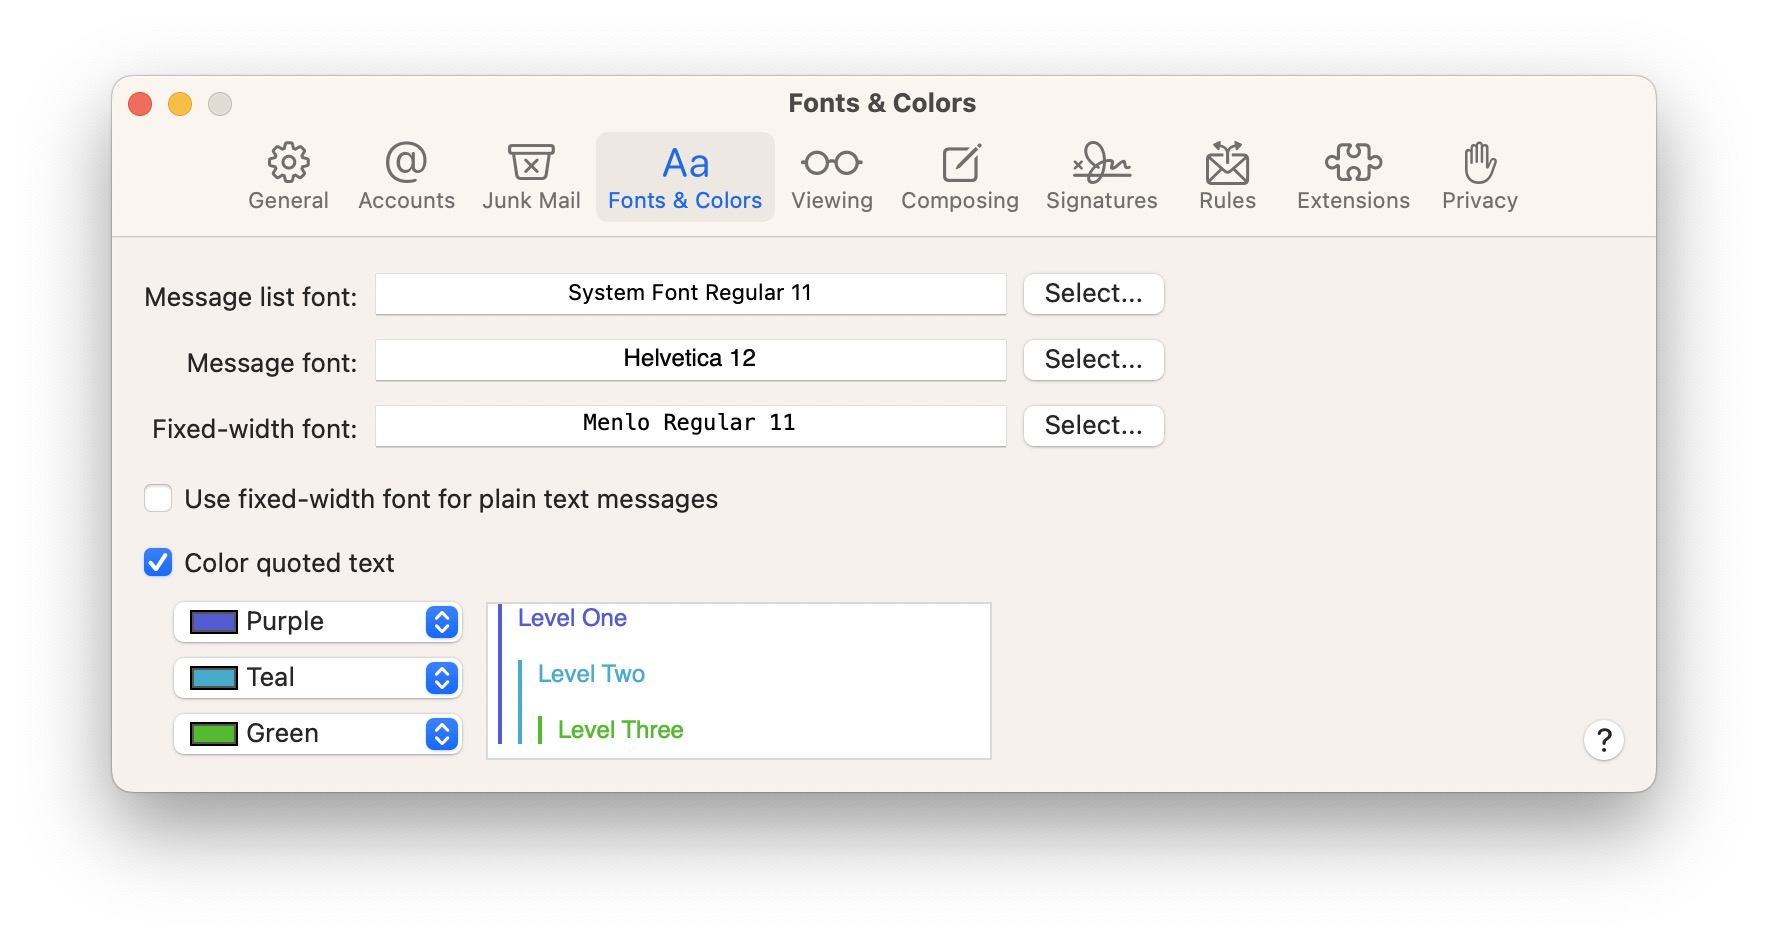 Fonts & Colors
General Accounts Junk Mail Aa Fonts & Colors Viewing Composing Signatures Rules Extensions Privacy
Message list font: System Font Regular 11 Select...
Message font: Helvetica 12 Select...
Fixed-width font: Menlo Regular 11 Select...
Use fixed-width font for plain text messages
Color quoted text
Purple Level One
Teal Level Two
Green Level Three
?